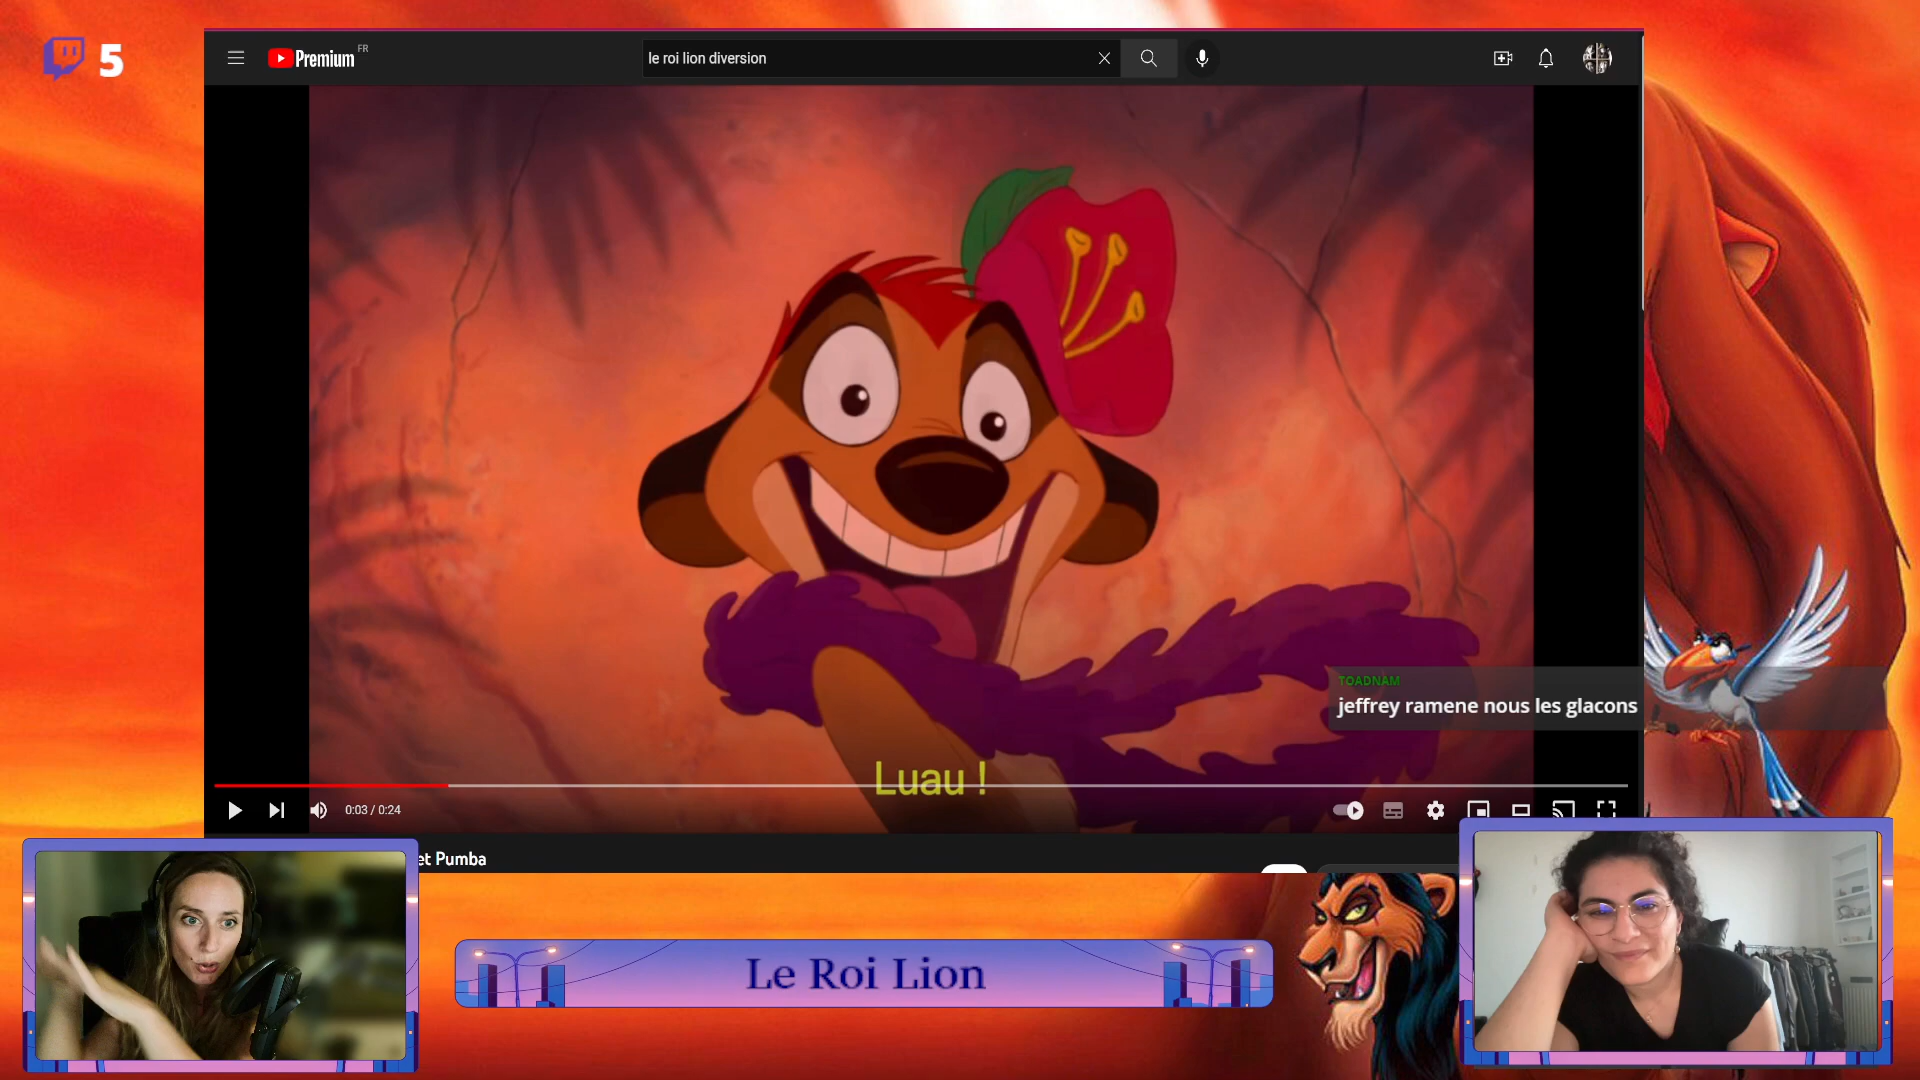 5
Premium FR
le roi lion diversion
TOADNAM
jeffrey ramene nous les glacons
Luau !
0:03 / 0:24
et Pumba
Le Roi Lion